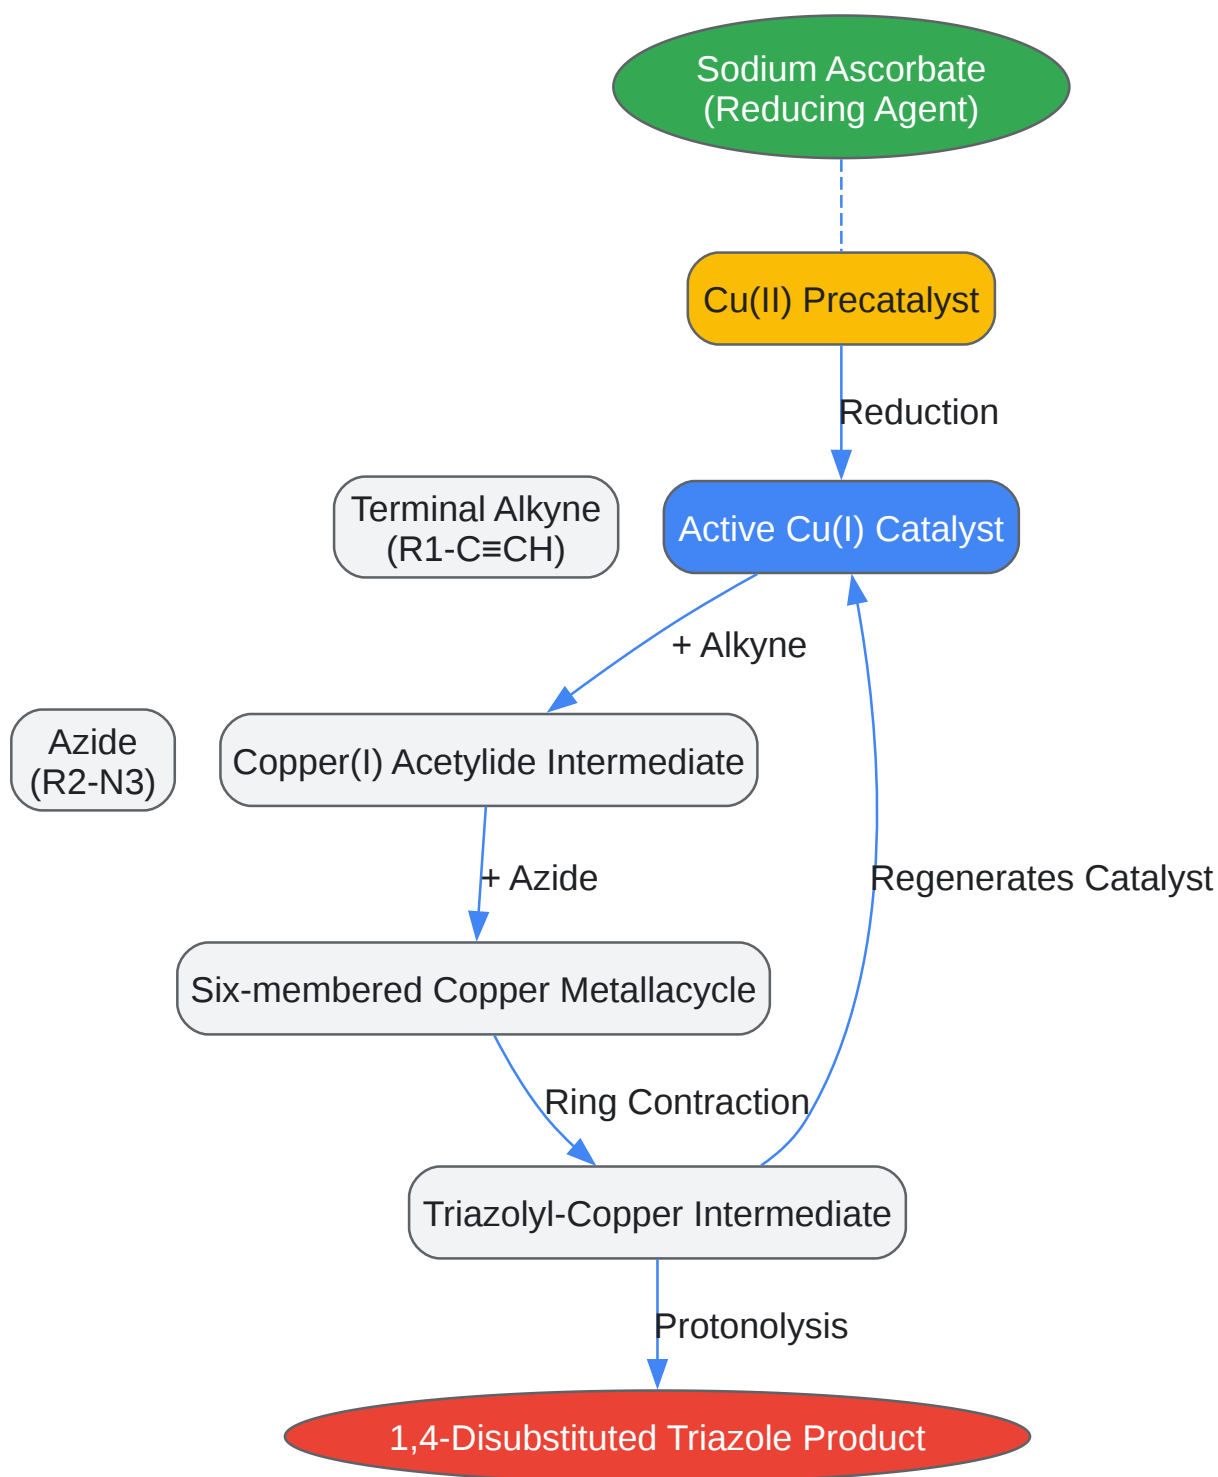 Sodium Ascorbate
(Reducing Agent)
Cu(II) Precatalyst
Reduction
Terminal Alkyne
(R1-C≡CH)
Active Cu(I) Catalyst
+ Alkyne
Azide
(R2-N3)
Copper(I) Acetylide Intermediate
+ Azide
Regenerates Catalyst
Six-membered Copper Metallacycle
Ring Contraction
Triazolyl-Copper Intermediate
Protonolysis
1,4-Disubstituted Triazole Product